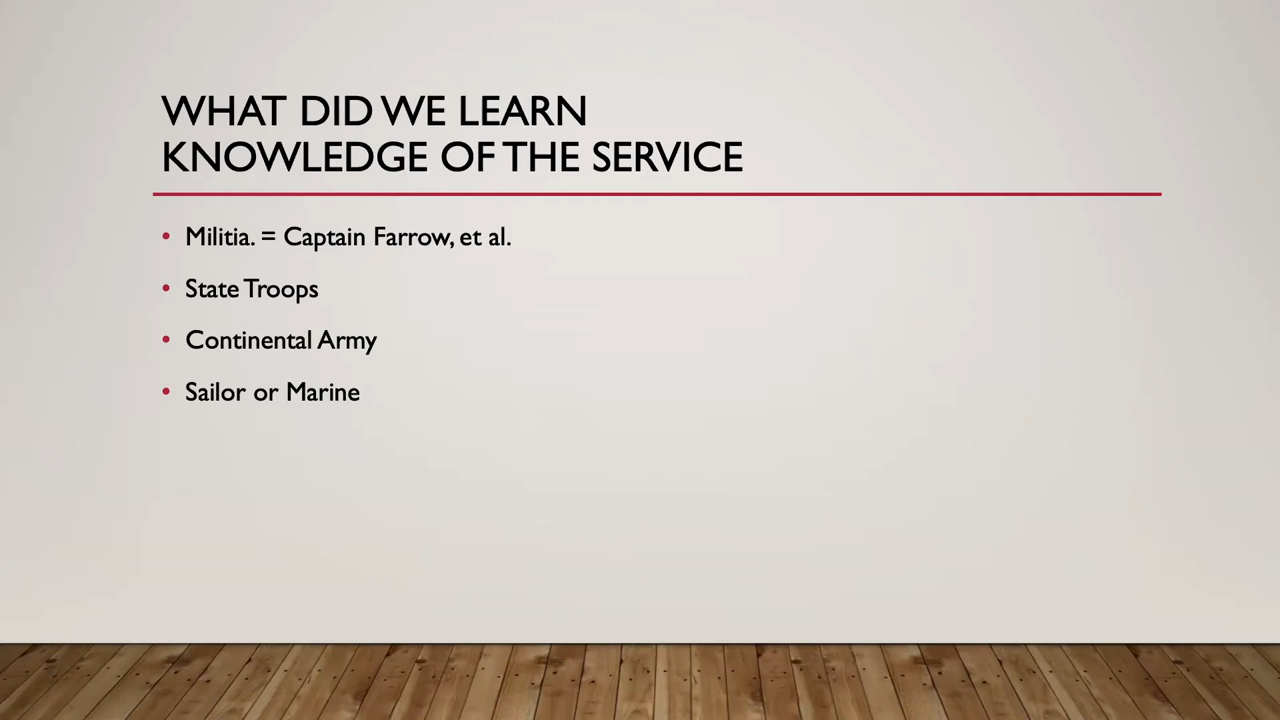 WHAT DID WE LEARN
KNOWLEDGE OF THE SERVICE
• Militia. = Captain Farrow, et al.
• State Troops
• Continental Army
• Sailor or Marine